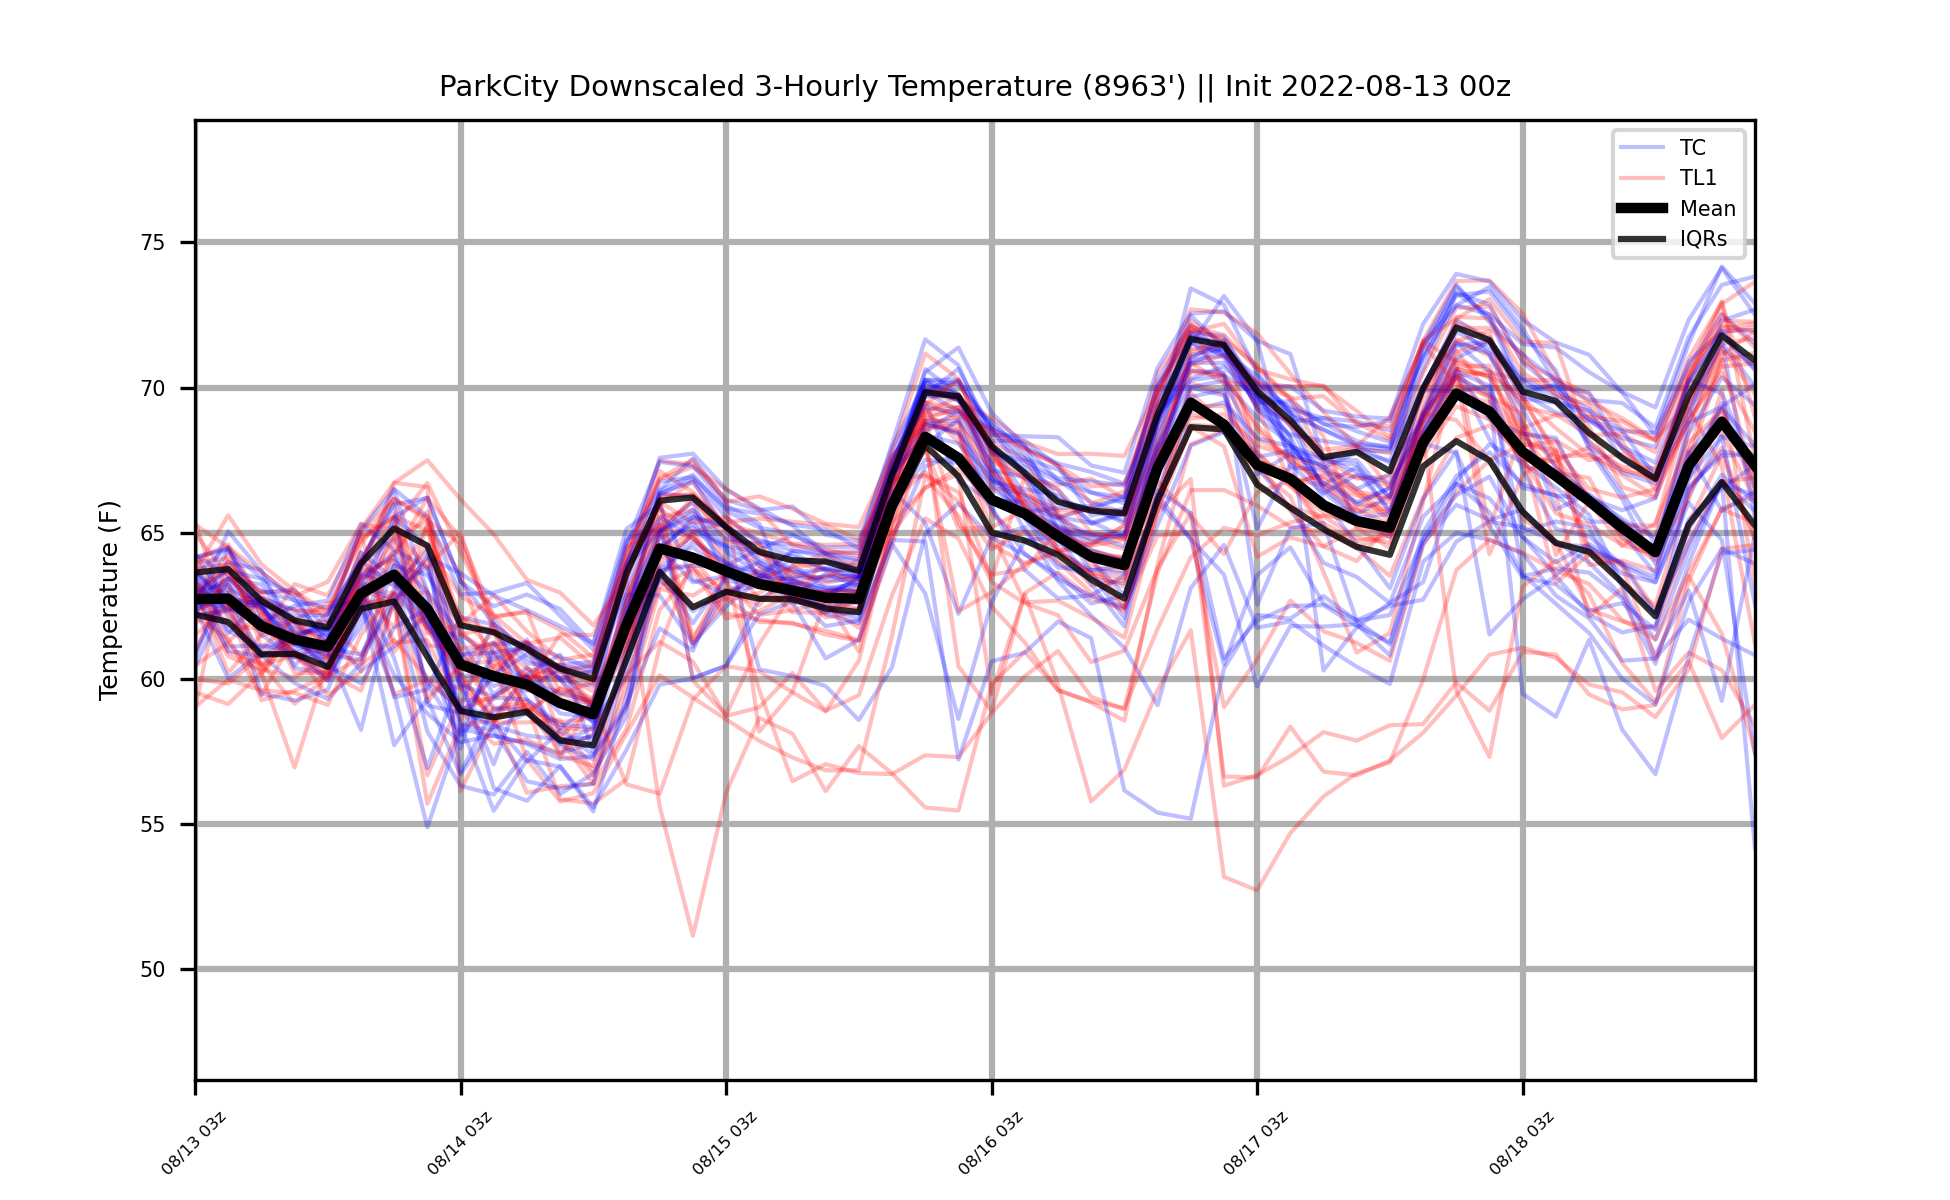 ParkCity Downscaled 3-Hourly Temperature (8963') || Init 2022-08-13 00z
TC
TL1
Mean
IQRs
Temperature (F)
75
70
65
60
55
50
08/13 03z
08/14 03z
08/15 03z
08/16 03z
08/17 03z
08/18 03z